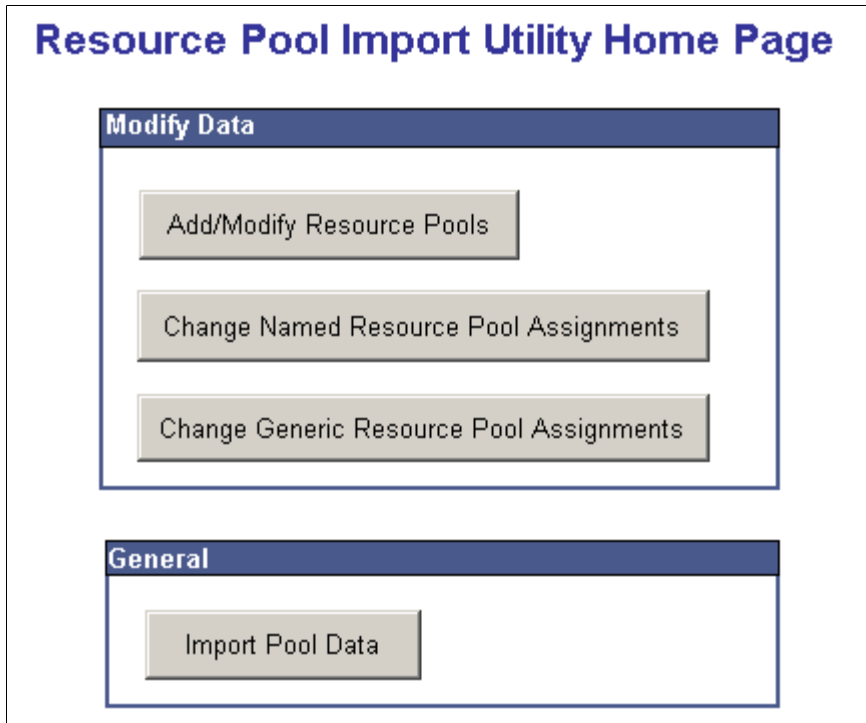 Resource Pool Import Utility Home Page
Modify Data
Add/Modify Resource Pools
Change Named Resource Pool Assignments
Change Generic Resource Pool Assignments
General
Import Pool Data